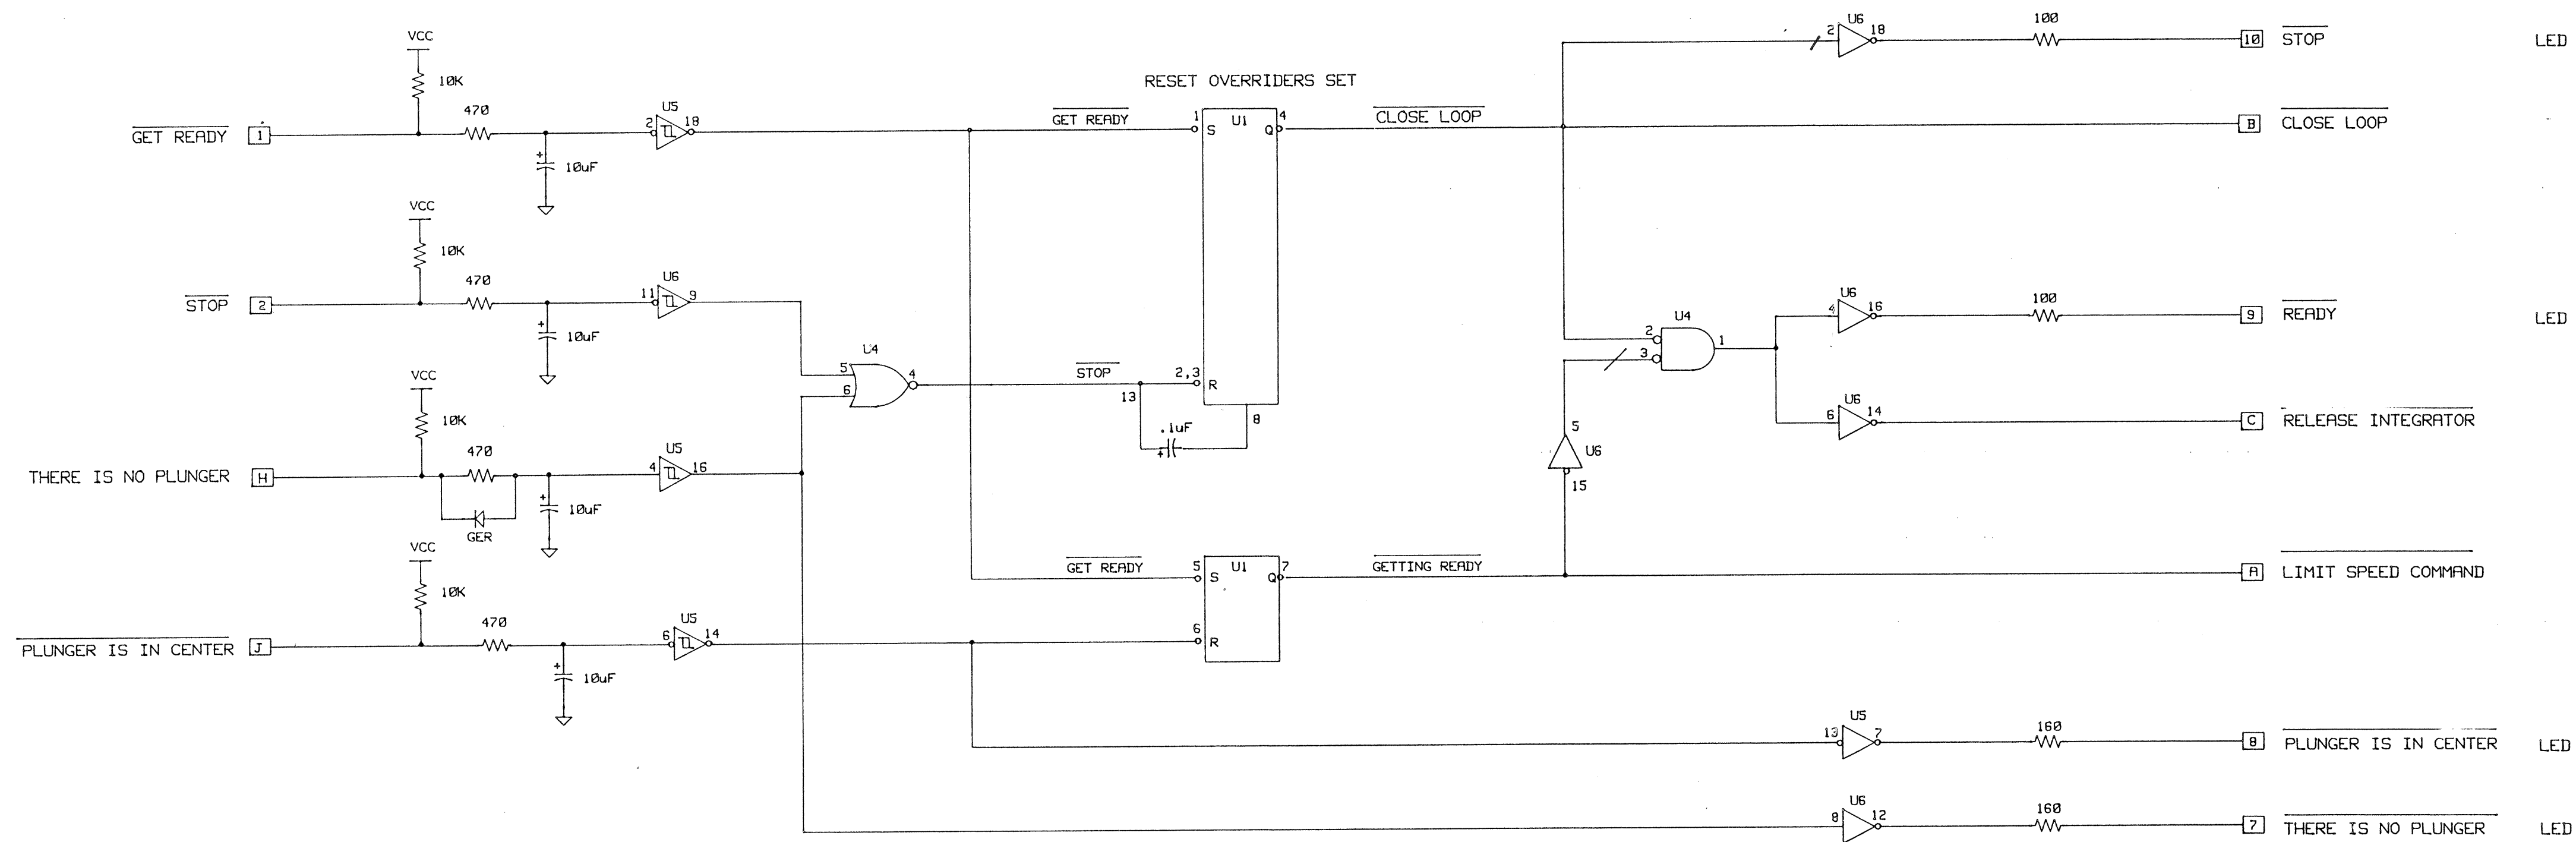 U6
2
18
100
10
STOP
LED
VCC
10K
470
RESET OVERRIDERS SET
GET READY
1
10uF
2
U5
18
GET READY
1
S
U1
Q
4
CLOSE LOOP
B
CLOSE LOOP
VCC
10K
470
STOP
2
10uF
11
U6
9
U4
5
6
4
STOP
13
2,3
R
8
.1uF
U4
2
3
1
U6
4
16
100
9
READY
LED
U6
6
14
C
RELEASE INTEGRATOR
5
U6
15
VCC
10K
470
THERE IS NO PLUNGER
H
GER
10uF
4
U5
16
VCC
10K
470
PLUNGER IS IN CENTER
J
10uF
6
U5
14
GET READY
5
S
U1
Q
7
6
R
GETTING READY
A
LIMIT SPEED COMMAND
U5
13
7
160
8
PLUNGER IS IN CENTER
LED
U6
8
12
160
7
THERE IS NO PLUNGER
LED